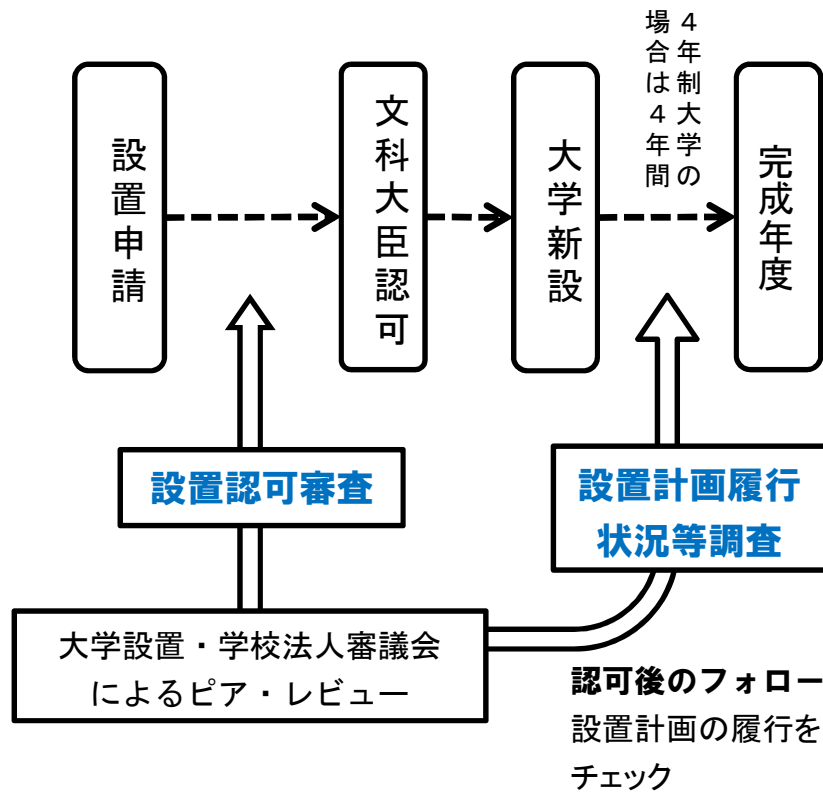 設置申請
文科大臣認可
大学新設
４年制大学の
場合は４年間
完成年度
設置認可審査
設置計画履行
状況等調査
大学設置・学校法人審議会
によるピア・レビュー
認可後のフォロー
設置計画の履行を
チェック